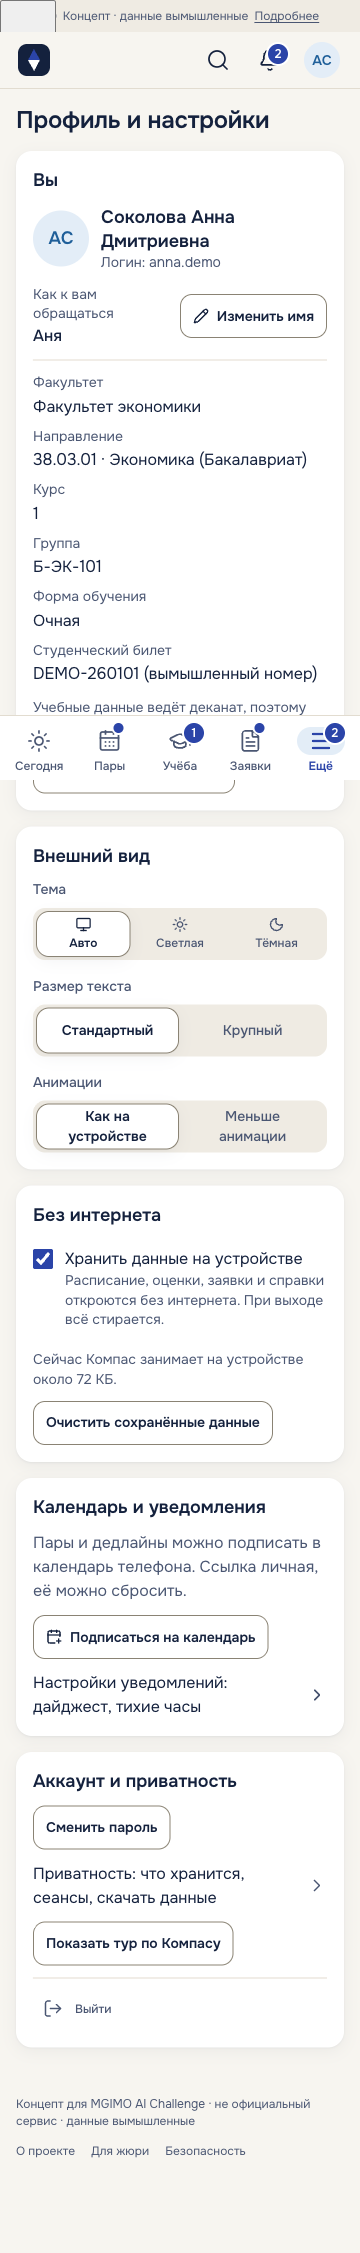 Концепт · данные вымышленные Подробнее
2
АС
Профиль и настройки
Вы
АС
Соколова Анна
Дмитриевна
Логин: anna.demo
Как к вам
обращаться
Аня
Изменить имя
Факультет
Факультет экономики
Направление
38.03.01 · Экономика (Бакалавриат)
Курс
1
Группа
Б-ЭК-101
Форма обучения
Очная
Студенческий билет
DEMO-260101 (вымышленный номер)
Учебные данные ведёт деканат, поэтому
1
2
Сегодня Пары Учёба Заявки Ещё
Внешний вид
Тема
Авто Светлая Тёмная
Размер текста
Стандартный Крупный
Анимации
Как на
устройстве
Меньше
анимации
Без интернета
Хранить данные на устройстве
Расписание, оценки, заявки и справки
откроются без интернета. При выходе
всё стирается.
Сейчас Компас занимает на устройстве
около 72 КБ.
Очистить сохранённые данные
Календарь и уведомления
Пары и дедлайны можно подписать в
календарь телефона. Ссылка личная,
её можно сбросить.
Подписаться на календарь
Настройки уведомлений:
дайджест, тихие часы
Аккаунт и приватность
Сменить пароль
Приватность: что хранится,
сеансы, скачать данные
Показать тур по Компасу
Выйти
Концепт для MGIMO AI Challenge · не официальный
сервис · данные вымышленные
О проекте Для жюри Безопасность